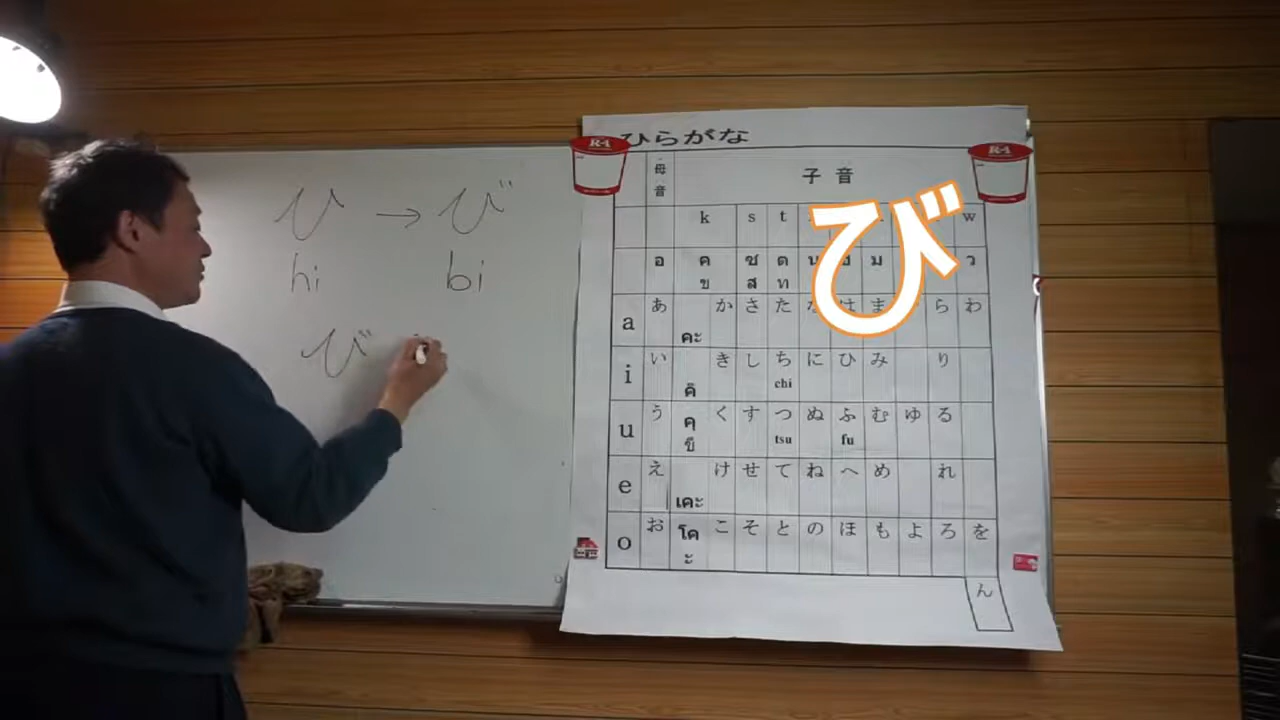 ひ → び
hi bi
び
ひらがな
R-1
R-1
母音
子音
び
k s t w
อ ค ช ต ม ว
ข ส ท
a あ か さ た は ま ら わ
คะ
i い き し ち に ひ み り
คิ chi
u う く す つ ぬ ふ む ゆ る
คุ tsu fu
ขึ
e え け せ て ね へ め れ
เคะ
o お こ そ と の ほ も よ ろ を
โค
ะ
ん